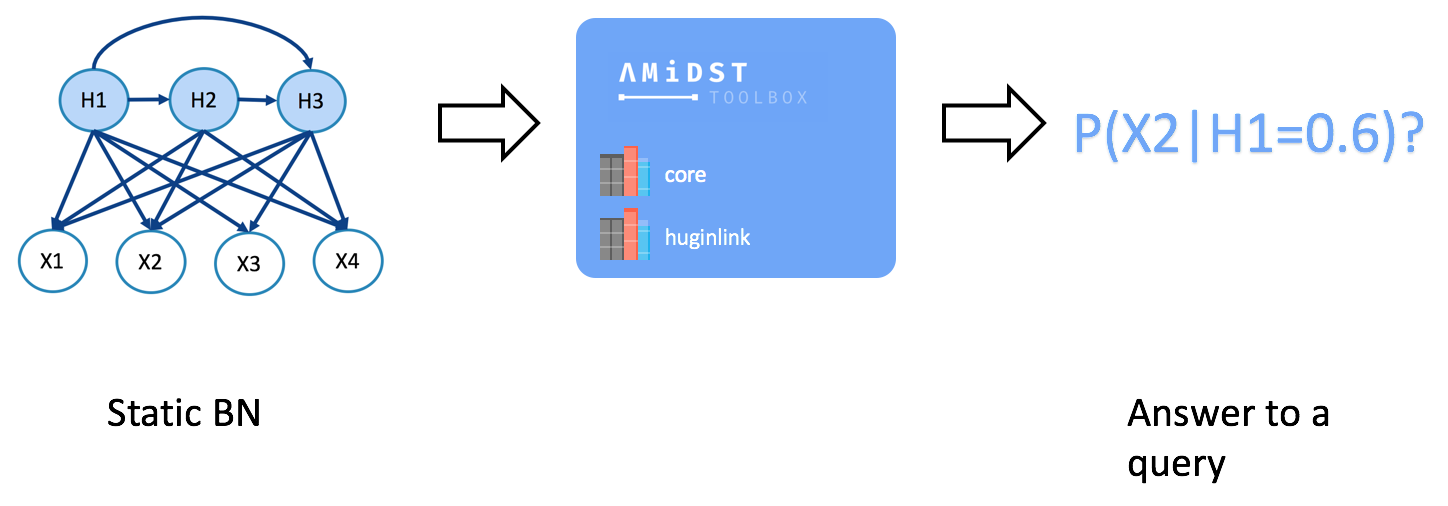 H1
H2
H3
X1
X2
X3
X4
Static BN
ΛMiDST
TOOLBOX
core
huginlink
P(X2|H1=0.6)?
Answer to a
query